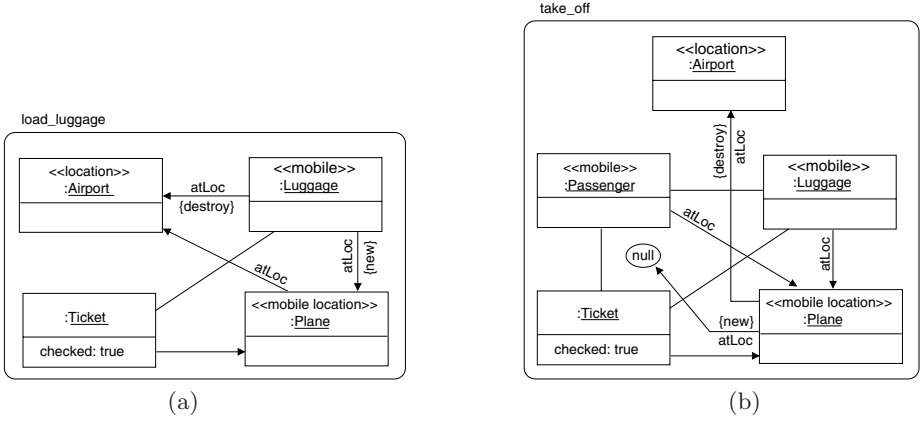 load_luggage
<<location>>
:Airport
atLoc
{destroy}
<<mobile>>
:Luggage
atLoc
{new}
atLoc
:Ticket
checked: true
<<mobile location>>
:Plane
(a)
take_off
<<location>>
:Airport
{destroy}
atLoc
<<mobile>>
:Passenger
<<mobile>>
:Luggage
atLoc
null
atLoc
:Ticket
checked: true
{new}
atLoc
<<mobile location>>
:Plane
(b)